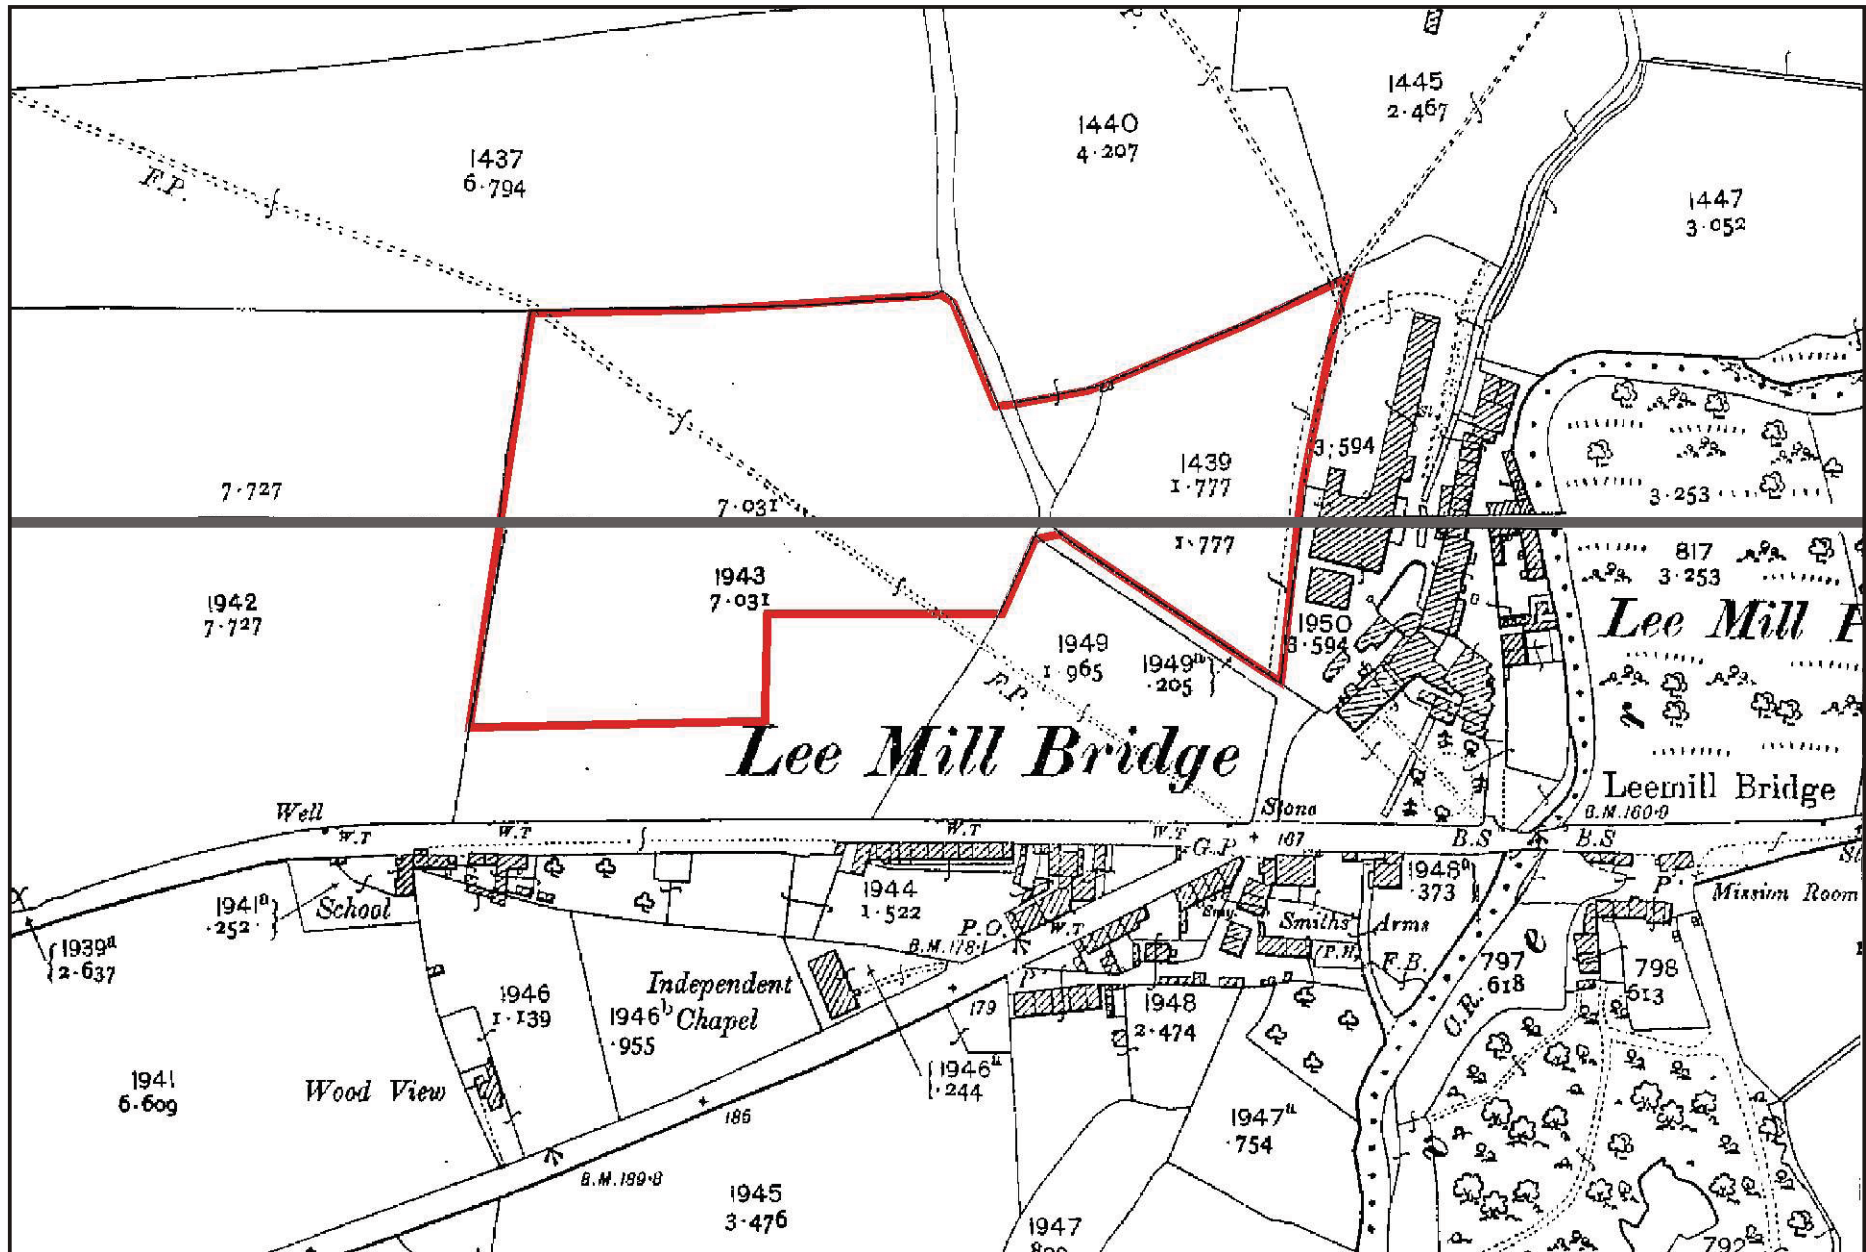 1445
2·467
1440
4·207
1437
6·794
F.P.
1447
3·052
7·727
7·031
1439
1·777
3·594
3·253
1·777
817
3·253
1943
7·031
1942
7·727
1950
3·594
Lee Mill
1949
1·965
1949a
·205
F.P.
Lee Mill Bridge
Leemill Bridge
B.M.160·9
Well
W.T
W.T
W.T
W.T
Stone
187
G.P
B.S
B.S
1944
1·522
1948a
·373
P
Mission Room
1941a
·252
School
P.O.
W.T
B.M.178·1
Smy.
Smiths Arms
(P.H.)
F.B.
1939a
2·637
797
·618
798
·613
C.R.
e
r
1946
1·139
Independent
Chapel
1946b
·955
179
P
1948
2·474
1946a
·244
1941
6·609
Wood View
186
1947a
·754
B.M.189·8
1945
3·476
1947
792a